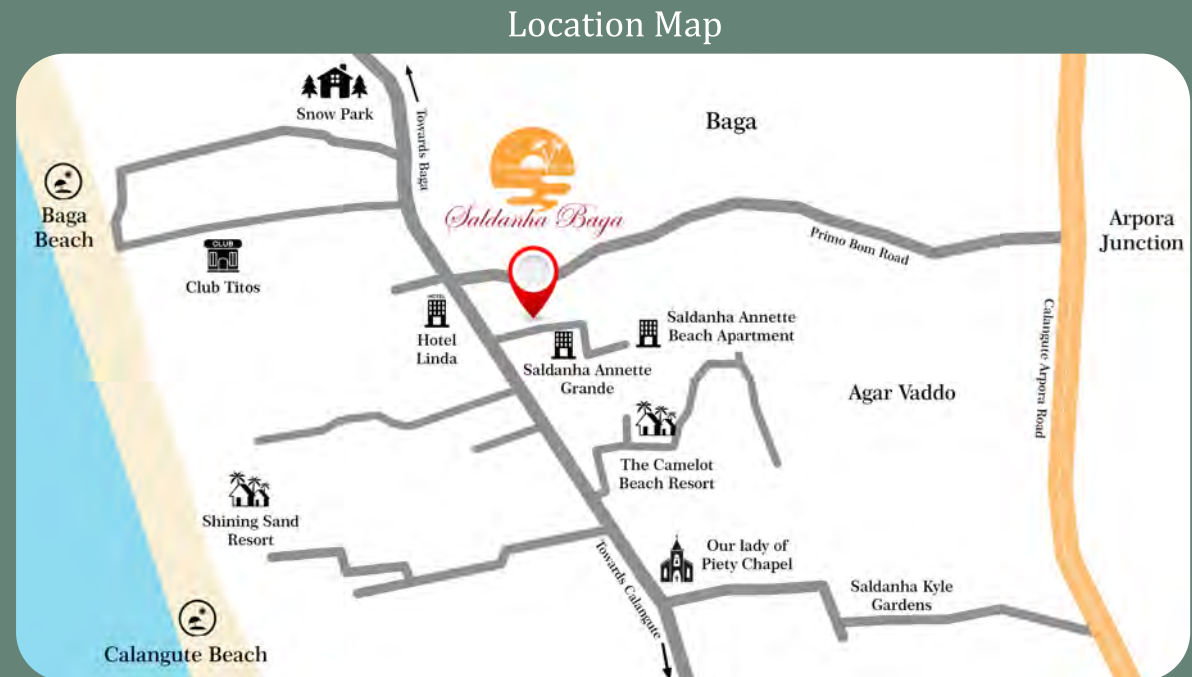 Location Map
Snow Park
Towards Baga
Baga
Saldanha Baga
Baga
Beach
Arpora
Junction
Primo Bom Road
CLUB
Club Titos
HOTEL
Hotel
Linda
Saldanha Annette
Beach Apartment
Saldanha Annette
Grande
Calangute Arpora Road
Agar Vaddo
The Camelot
Beach Resort
Shining Sand
Resort
Our lady of
Piety Chapel
Towards Calangute
Saldanha Kyle
Gardens
Calangute Beach